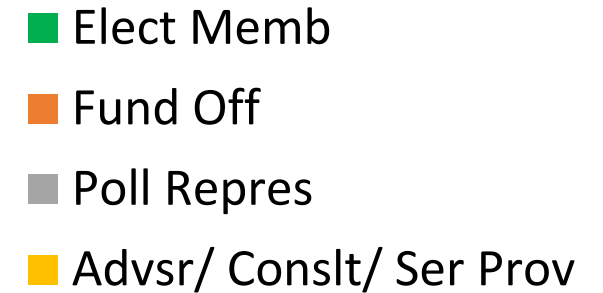 Elect Memb
Fund Off
Poll Repres
Advsr/ Conslt/ Ser Prov